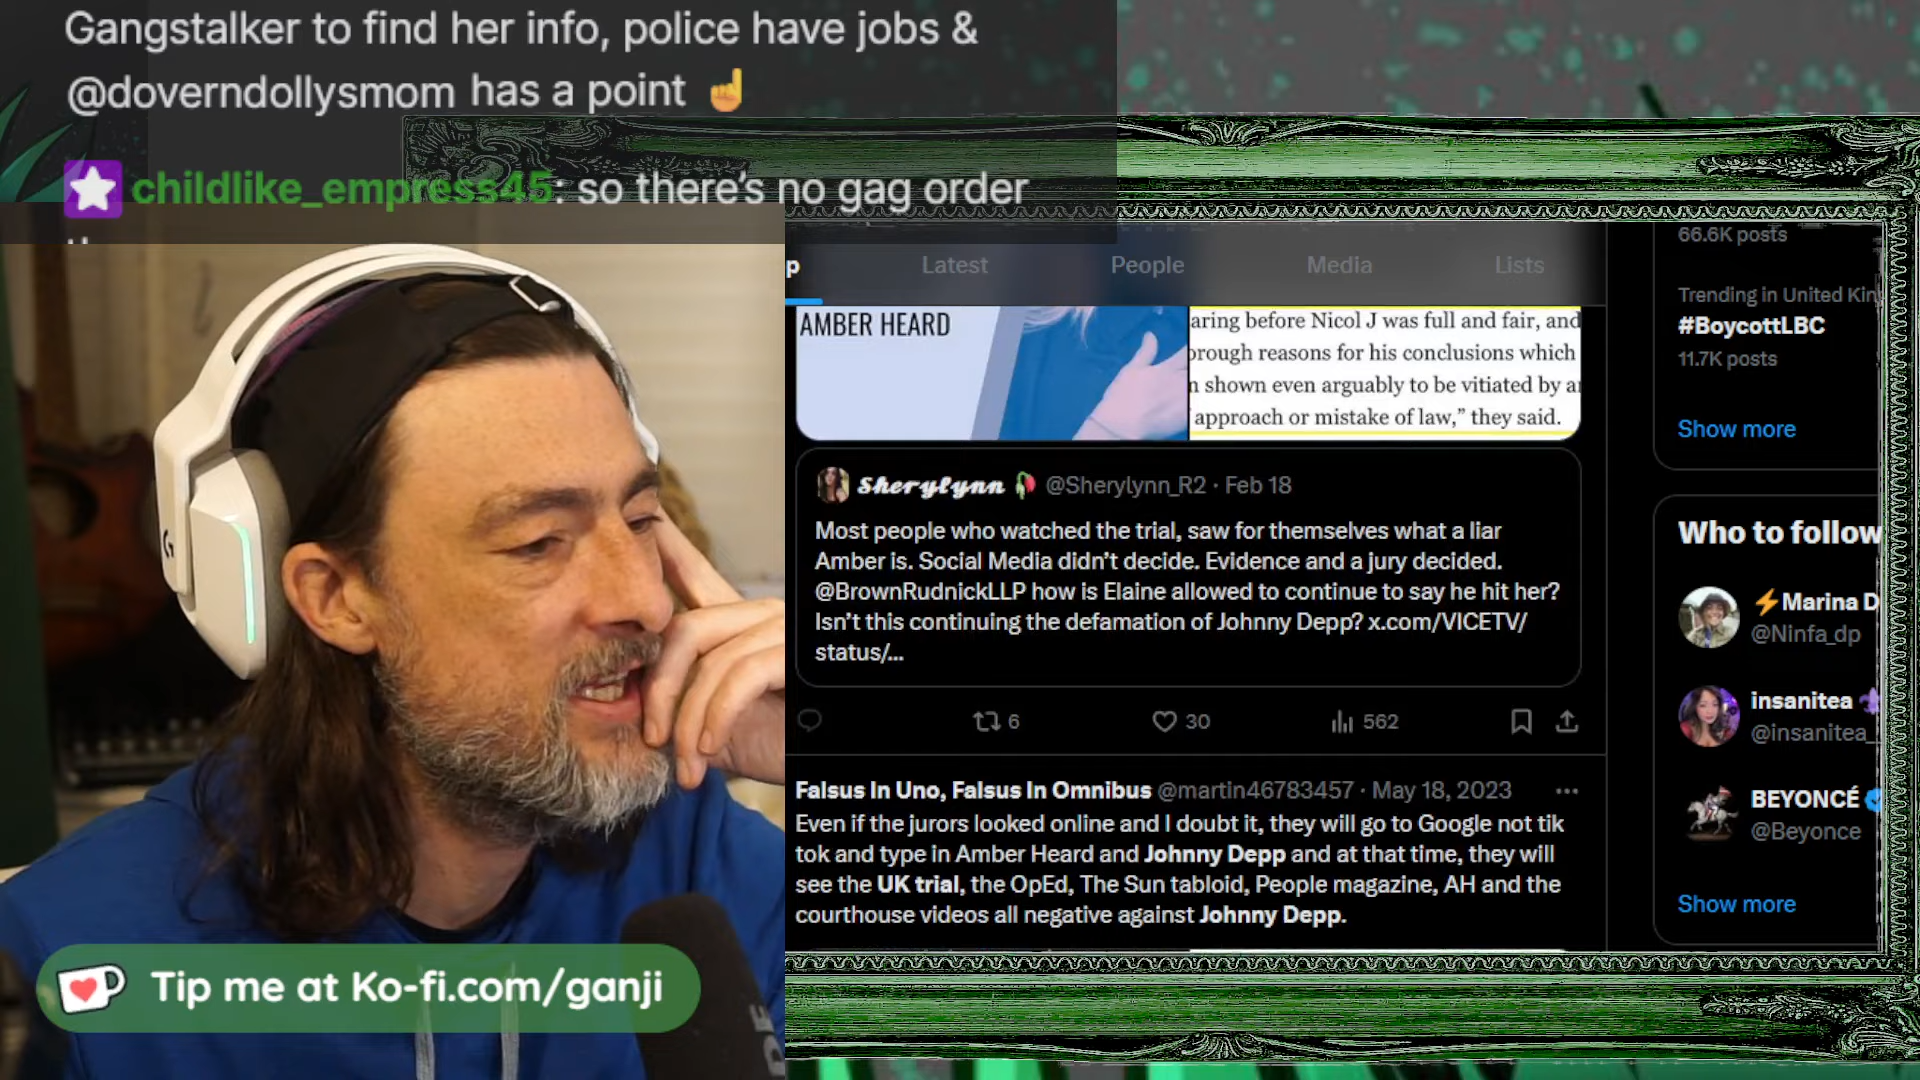 Gangstalker to find her info, police have jobs &
@doverndollysmom has a point ☝️
childlike_empress45: so there's no gag order
p Latest People Media Lists
AMBER HEARD
aring before Nicol J was full and fair, and
orough reasons for his conclusions which
n shown even arguably to be vitiated by
approach or mistake of law," they said.
Sherylynn 🥀 @Sherylynn_R2 · Feb 18
Most people who watched the trial, saw for themselves what a liar
Amber is. Social Media didn't decide. Evidence and a jury decided.
@BrownRudnickLLP how is Elaine allowed to continue to say he hit her?
Isn't this continuing the defamation of Johnny Depp? x.com/VICETV/
status/...
6 30 562
Falsus In Uno, Falsus In Omnibus @martin46783457 · May 18, 2023 ...
Even if the jurors looked online and I doubt it, they will go to Google not tik
tok and type in Amber Heard and Johnny Depp and at that time, they will
see the UK trial, the OpEd, The Sun tabloid, People magazine, AH and the
courthouse videos all negative against Johnny Depp.
66.6K posts
Trending in United Kin
#BoycottLBC
11.7K posts
Show more
Who to follow
⚡Marina D
@Ninfa_dp
insanitea
@insanitea_
BEYONCÉ
@Beyonce
Show more
Tip me at Ko-fi.com/ganji